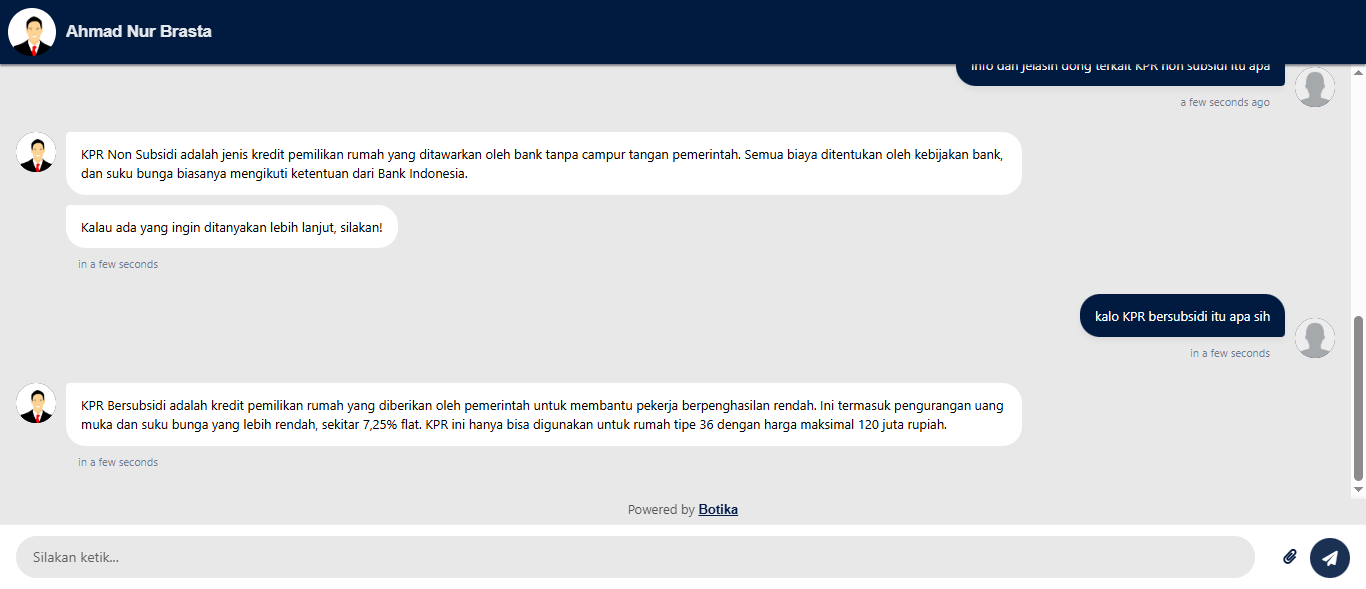 Ahmad Nur Brasta
info dan jelasin dong terkait KPR non subsidi itu apa
a few seconds ago
KPR Non Subsidi adalah jenis kredit pemilikan rumah yang ditawarkan oleh bank tanpa campur tangan pemerintah. Semua biaya ditentukan oleh kebijakan bank,
dan suku bunga biasanya mengikuti ketentuan dari Bank Indonesia.
Kalau ada yang ingin ditanyakan lebih lanjut, silakan!
in a few seconds
kalo KPR bersubsidi itu apa sih
in a few seconds
KPR Bersubsidi adalah kredit pemilikan rumah yang diberikan oleh pemerintah untuk membantu pekerja berpenghasilan rendah. Ini termasuk pengurangan uang
muka dan suku bunga yang lebih rendah, sekitar 7,25% flat. KPR ini hanya bisa digunakan untuk rumah tipe 36 dengan harga maksimal 120 juta rupiah.
in a few seconds
Powered by Botika
Silakan ketik...